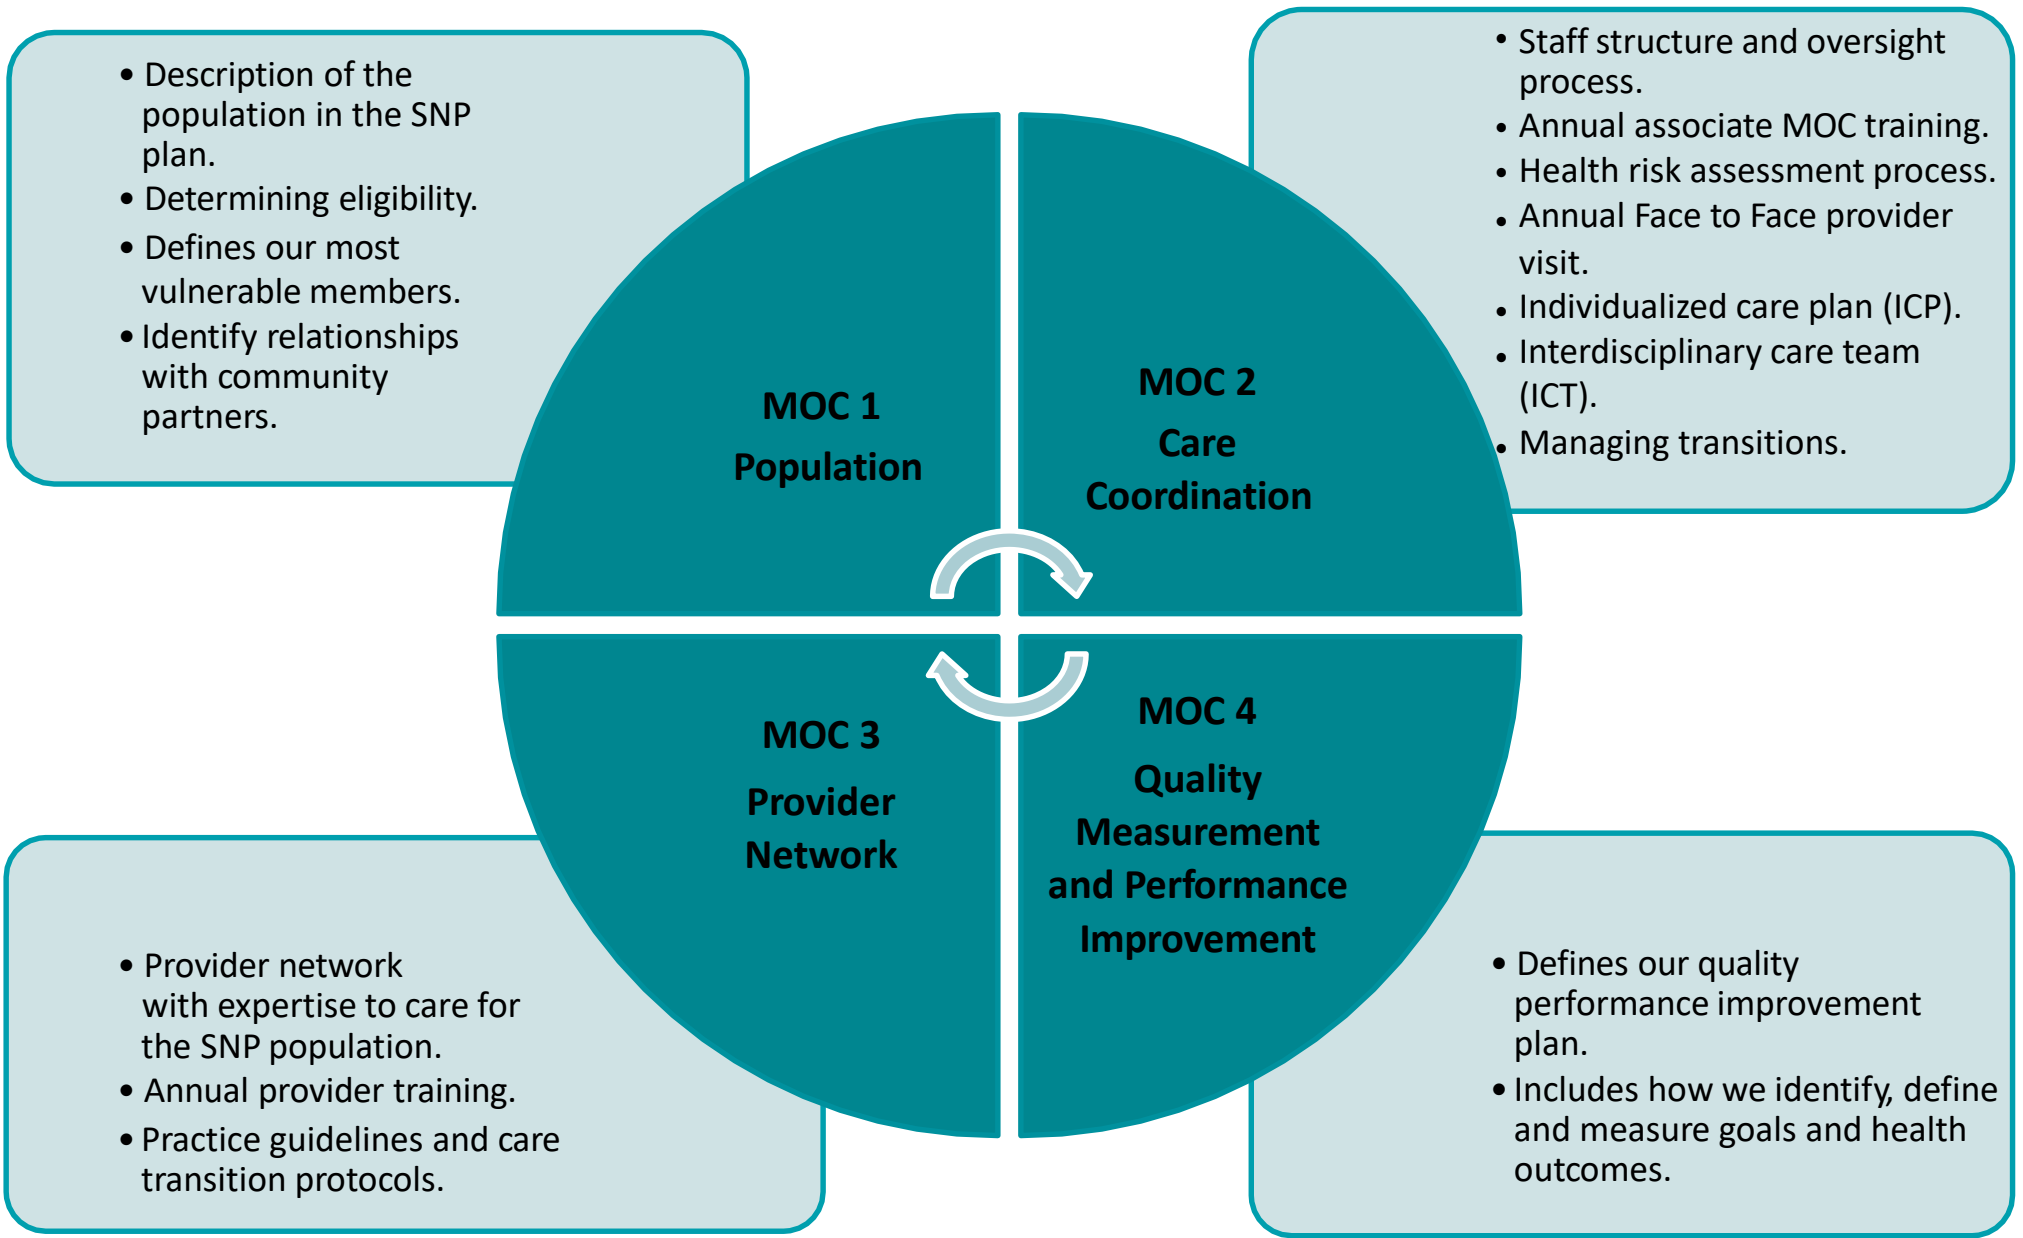 • Description of the
population in the SNP
plan.
• Determining eligibility.
• Defines our most
vulnerable members.
• Identify relationships
with community
partners.
• Staff structure and oversight
process.
• Annual associate MOC training.
• Health risk assessment process.
• Annual Face to Face provider
visit.
• Individualized care plan (ICP).
• Interdisciplinary care team
(ICT).
• Managing transitions.
MOC 1
Population
MOC 2
Care
Coordination
MOC 3
Provider
Network
MOC 4
Quality
Measurement
and Performance
Improvement
• Provider network
with expertise to care for
the SNP population.
• Annual provider training.
• Practice guidelines and care
transition protocols.
• Defines our quality
performance improvement
plan.
• Includes how we identify, define
and measure goals and health
outcomes.